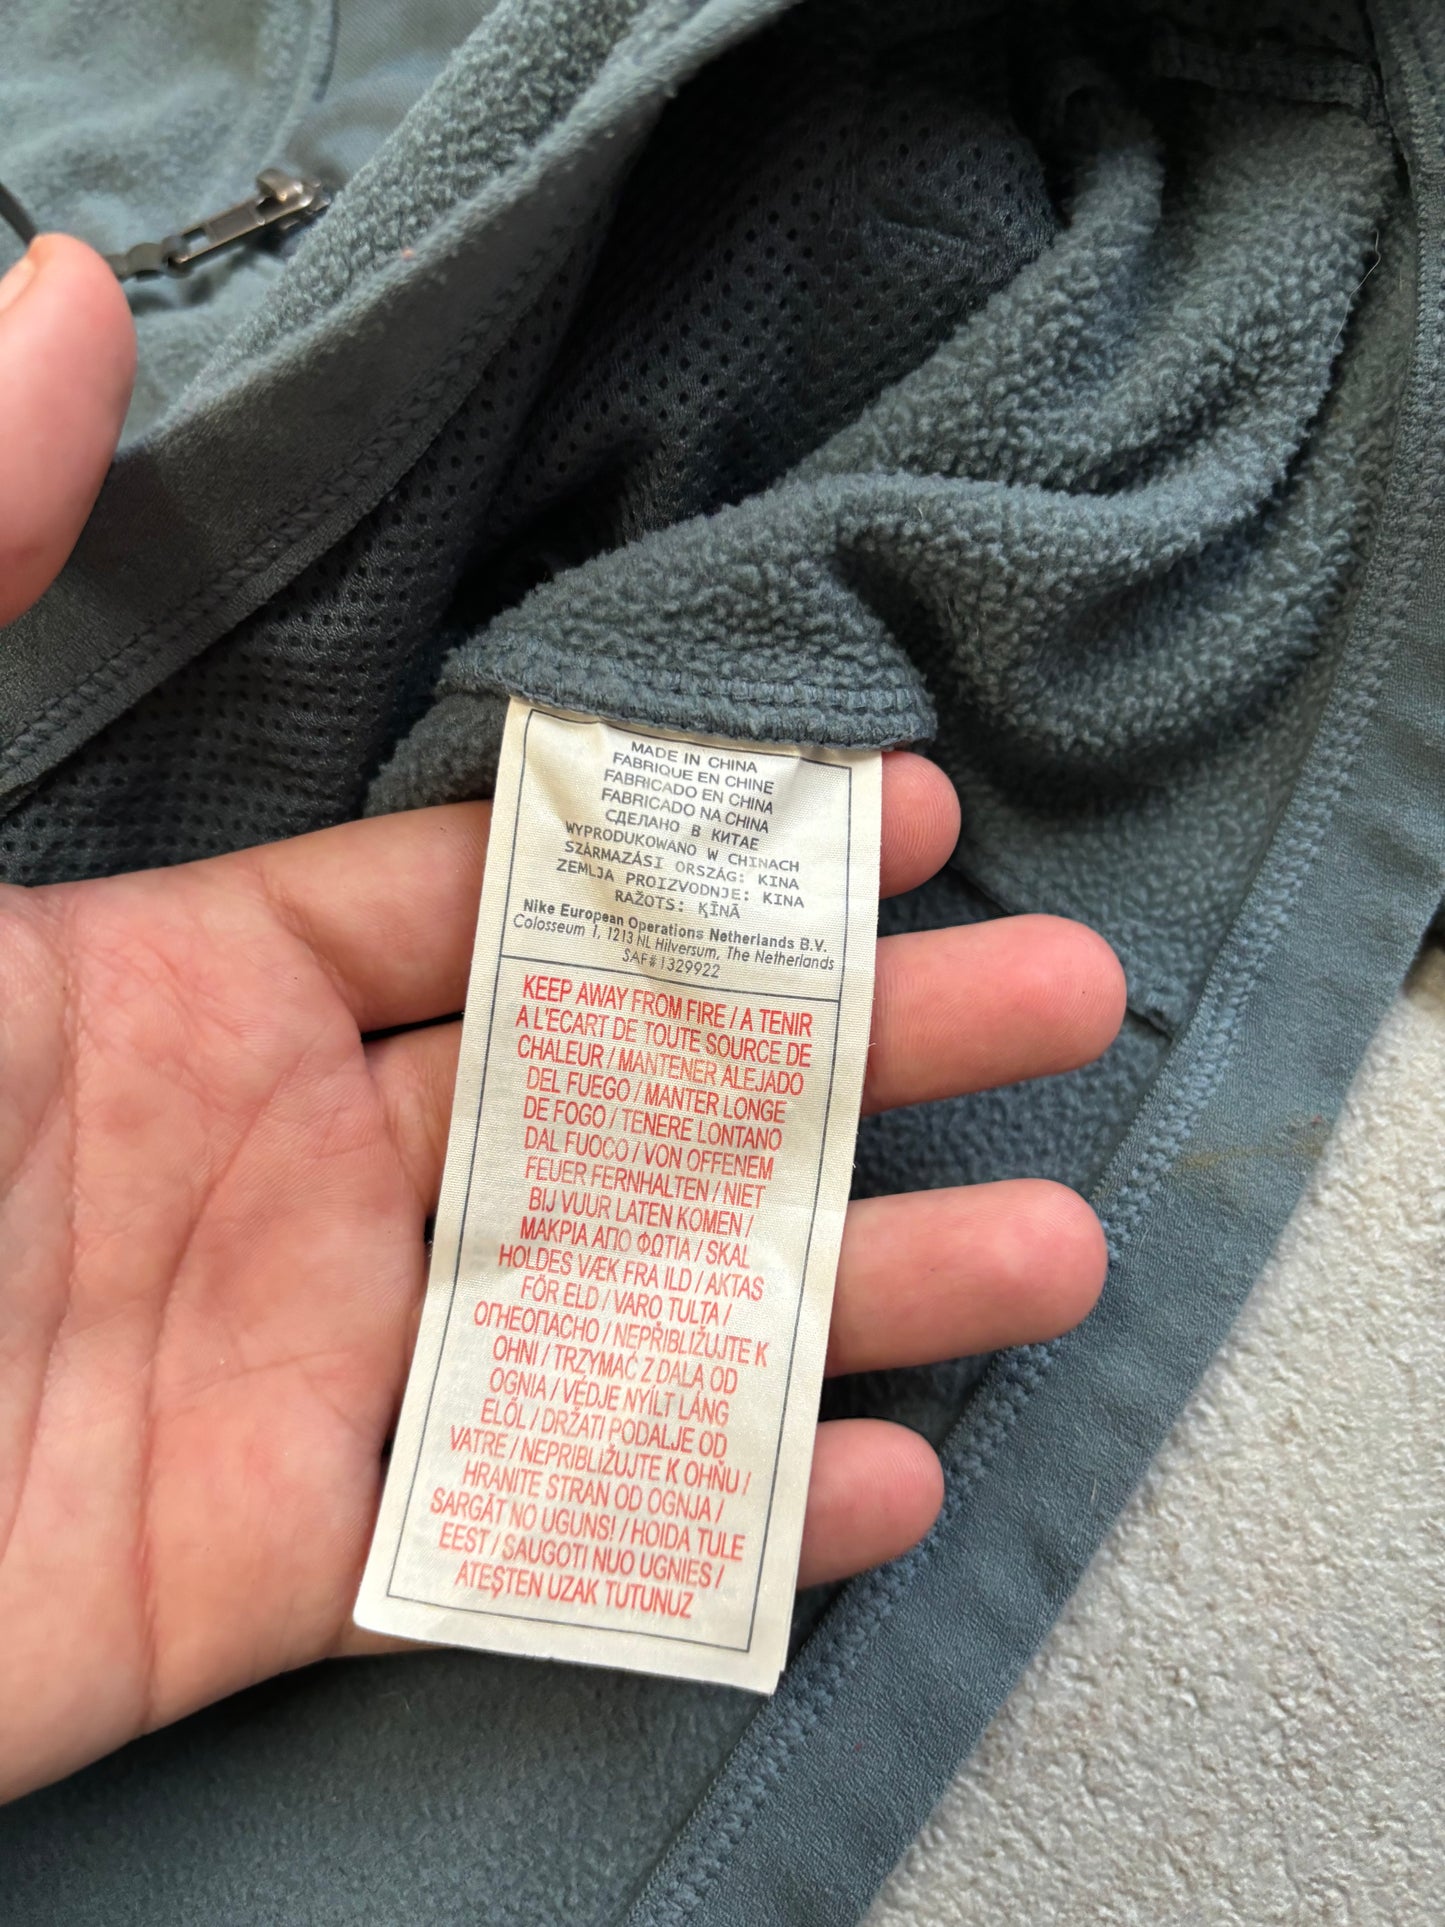 MADE IN CHINA
FABRIQUE EN CHINE
FABRICADO EN CHINA
FABRICADO NA CHINA
СДЕЛАНО В КИТАЕ
WYPRODUKOWANO W CHINACH
SZÁRMAZÁSI ORSZÁG: KINA
ZEMLJA PROIZVODNJE: KINA
RAŽOTS: ĶĪNĀ
Nike European Operations Netherlands B.V.
Colosseum 1, 1213 NL Hilversum, The Netherlands
SAF# 1329922
KEEP AWAY FROM FIRE / A TENIR
A L'ECART DE TOUTE SOURCE DE
CHALEUR / MANTENER ALEJADO
DEL FUEGO / MANTER LONGE
DE FOGO / TENERE LONTANO
DAL FUOCO / VON OFFENEM
FEUER FERNHALTEN / NIET
BIJ VUUR LATEN KOMEN /
ΜΑΚΡΙΑ ΑΠΟ ΦΩΤΙΑ / SKAL
HOLDES VÆK FRA ILD / AKTAS
FÖR ELD / VARO TULTA /
ОГНЕОПАСНО / NEPŘIBLIŽUJTE K
OHNI / TRZYMAĆ Z DALA OD
OGNIA / VÉDJE NYÍLT LÁNG
ELŐL / DRŽATI PODALJE OD
VATRE / NEPRIBLIŽUJTE K OHŇU /
HRANITE STRAN OD OGNJA /
SARGĀT NO UGUNS! / HOIDA TULE
EEST / SAUGOTI NUO UGNIES /
ATEŞTEN UZAK TUTUNUZ